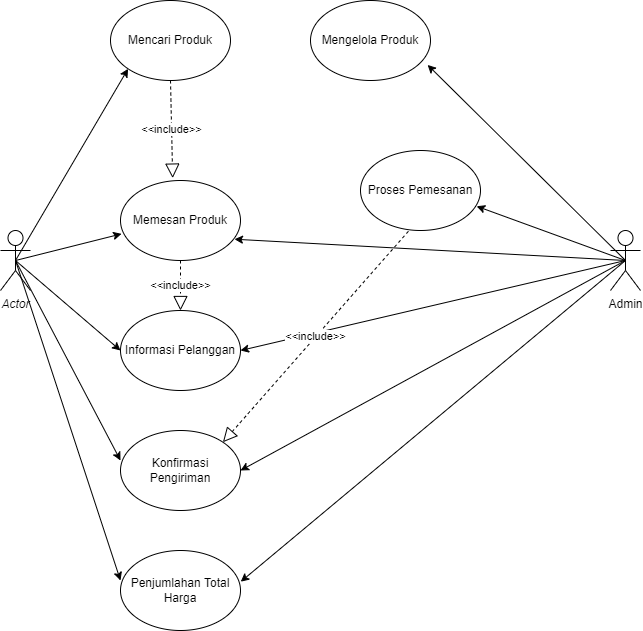 Mencari Produk
Mengelola Produk
<<include>>
Proses Pemesanan
Memesan Produk
<<include>>
Actor
Admin
<<include>>
Informasi Pelanggan
Konfirmasi
Pengiriman
Penjumlahan Total
Harga